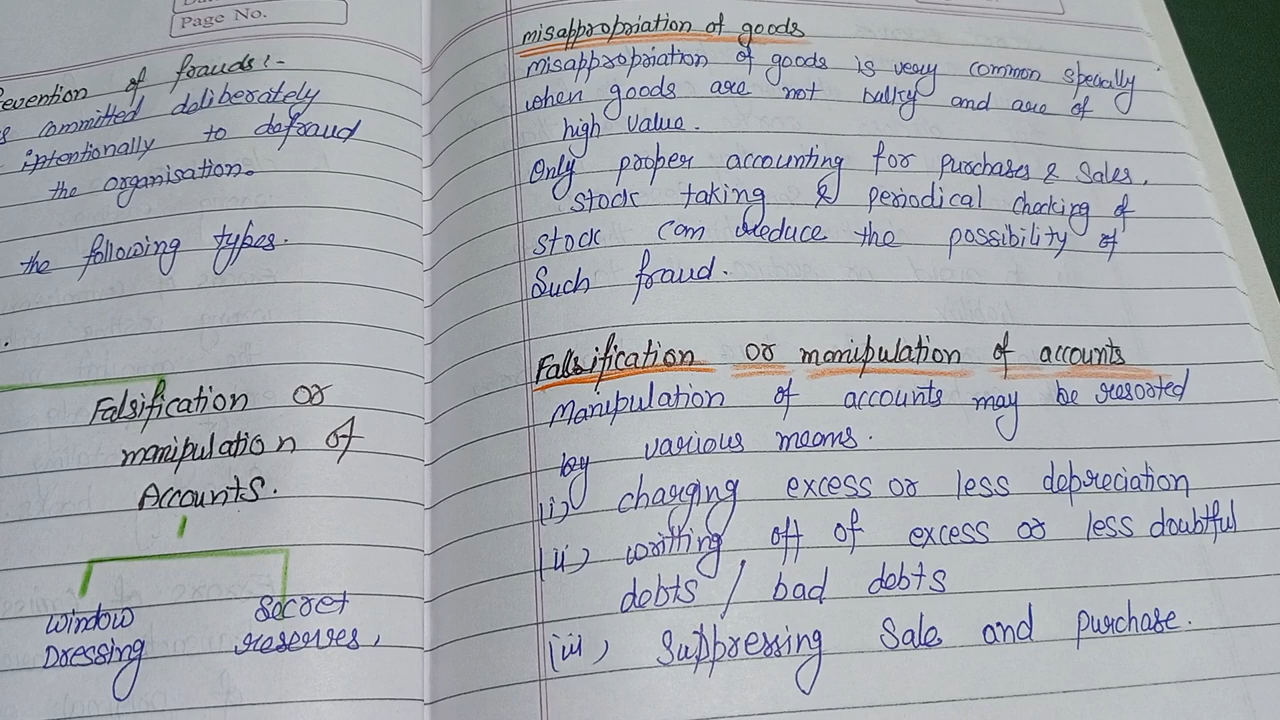 Page No.
evention of frauds:-
s committed deliberately
intentionally to defraud
the organisation.
the following types.
Falsification or
manipulation of
Accounts.
Window
Dressing
Secret
reserves,
misappropriation of goods
misappropriation of goods is very common specally
when goods are not bulky and are of
high value.
Only proper accounting for purchases & sales,
stock taking & periodical checking of
stock can reduce the possibility of
Such fraud.
Falsification or manipulation of accounts
Manipulation of accounts may be resorted
by various means.
(i) charging excess or less depreciation
(ii) writting off of excess or less doubtful
debts / bad debts
(iii) Suppressing Sale and purchase.